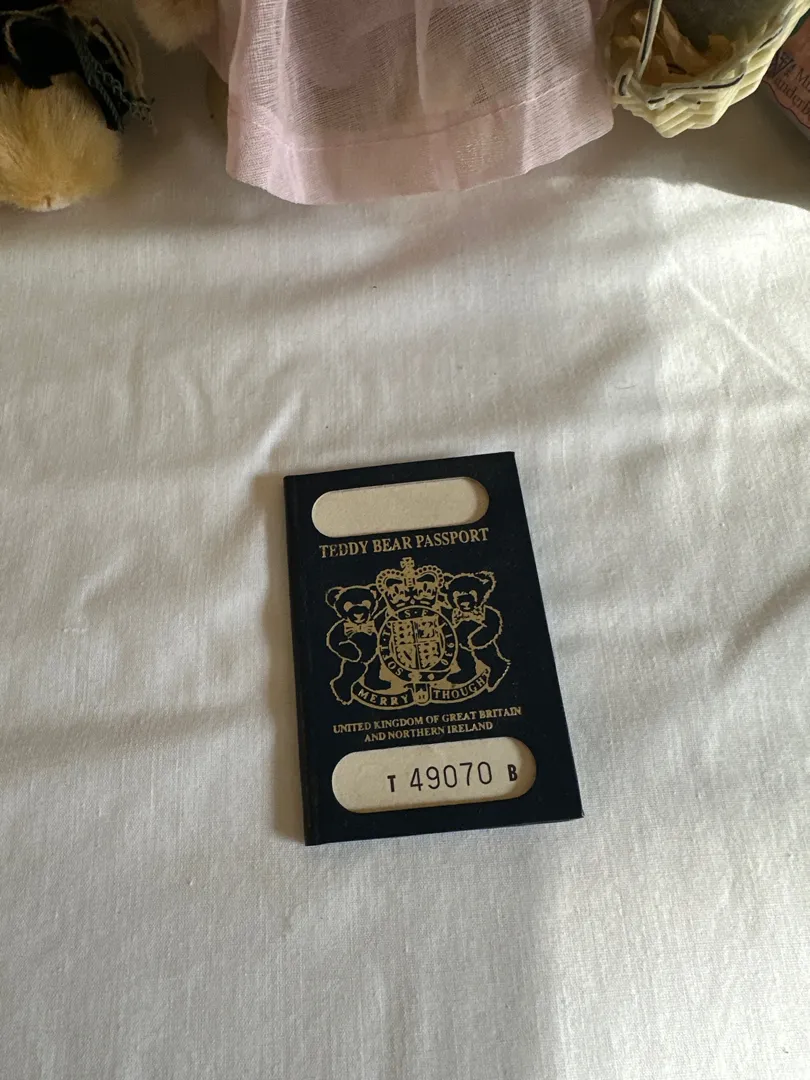 TEDDY BEAR PASSPORT
MERRY THOUGHT
UNITED KINGDOM OF GREAT BRITAIN
AND NORTHERN IRELAND
T 49070 B